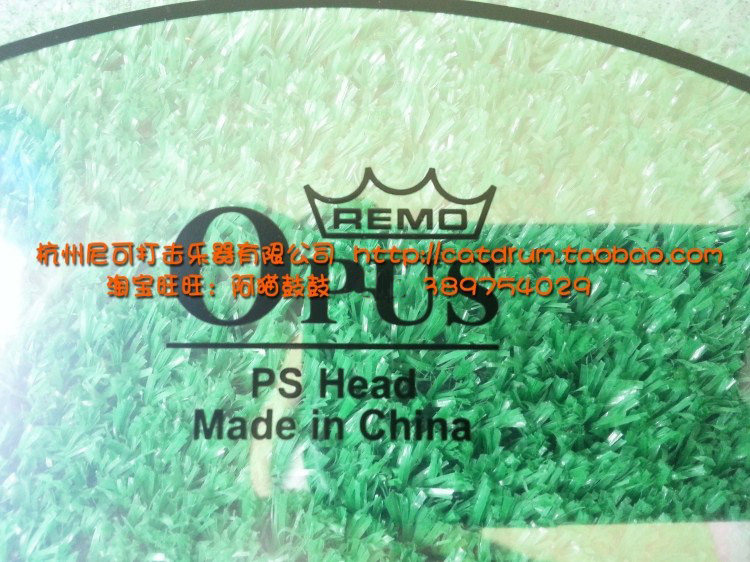 REMO
杭州尼可打击乐器有限公司 http://catdrum.taobao.com
OPUS
淘宝旺旺：阿猫鼓鼓 389754029
PS Head
Made in China